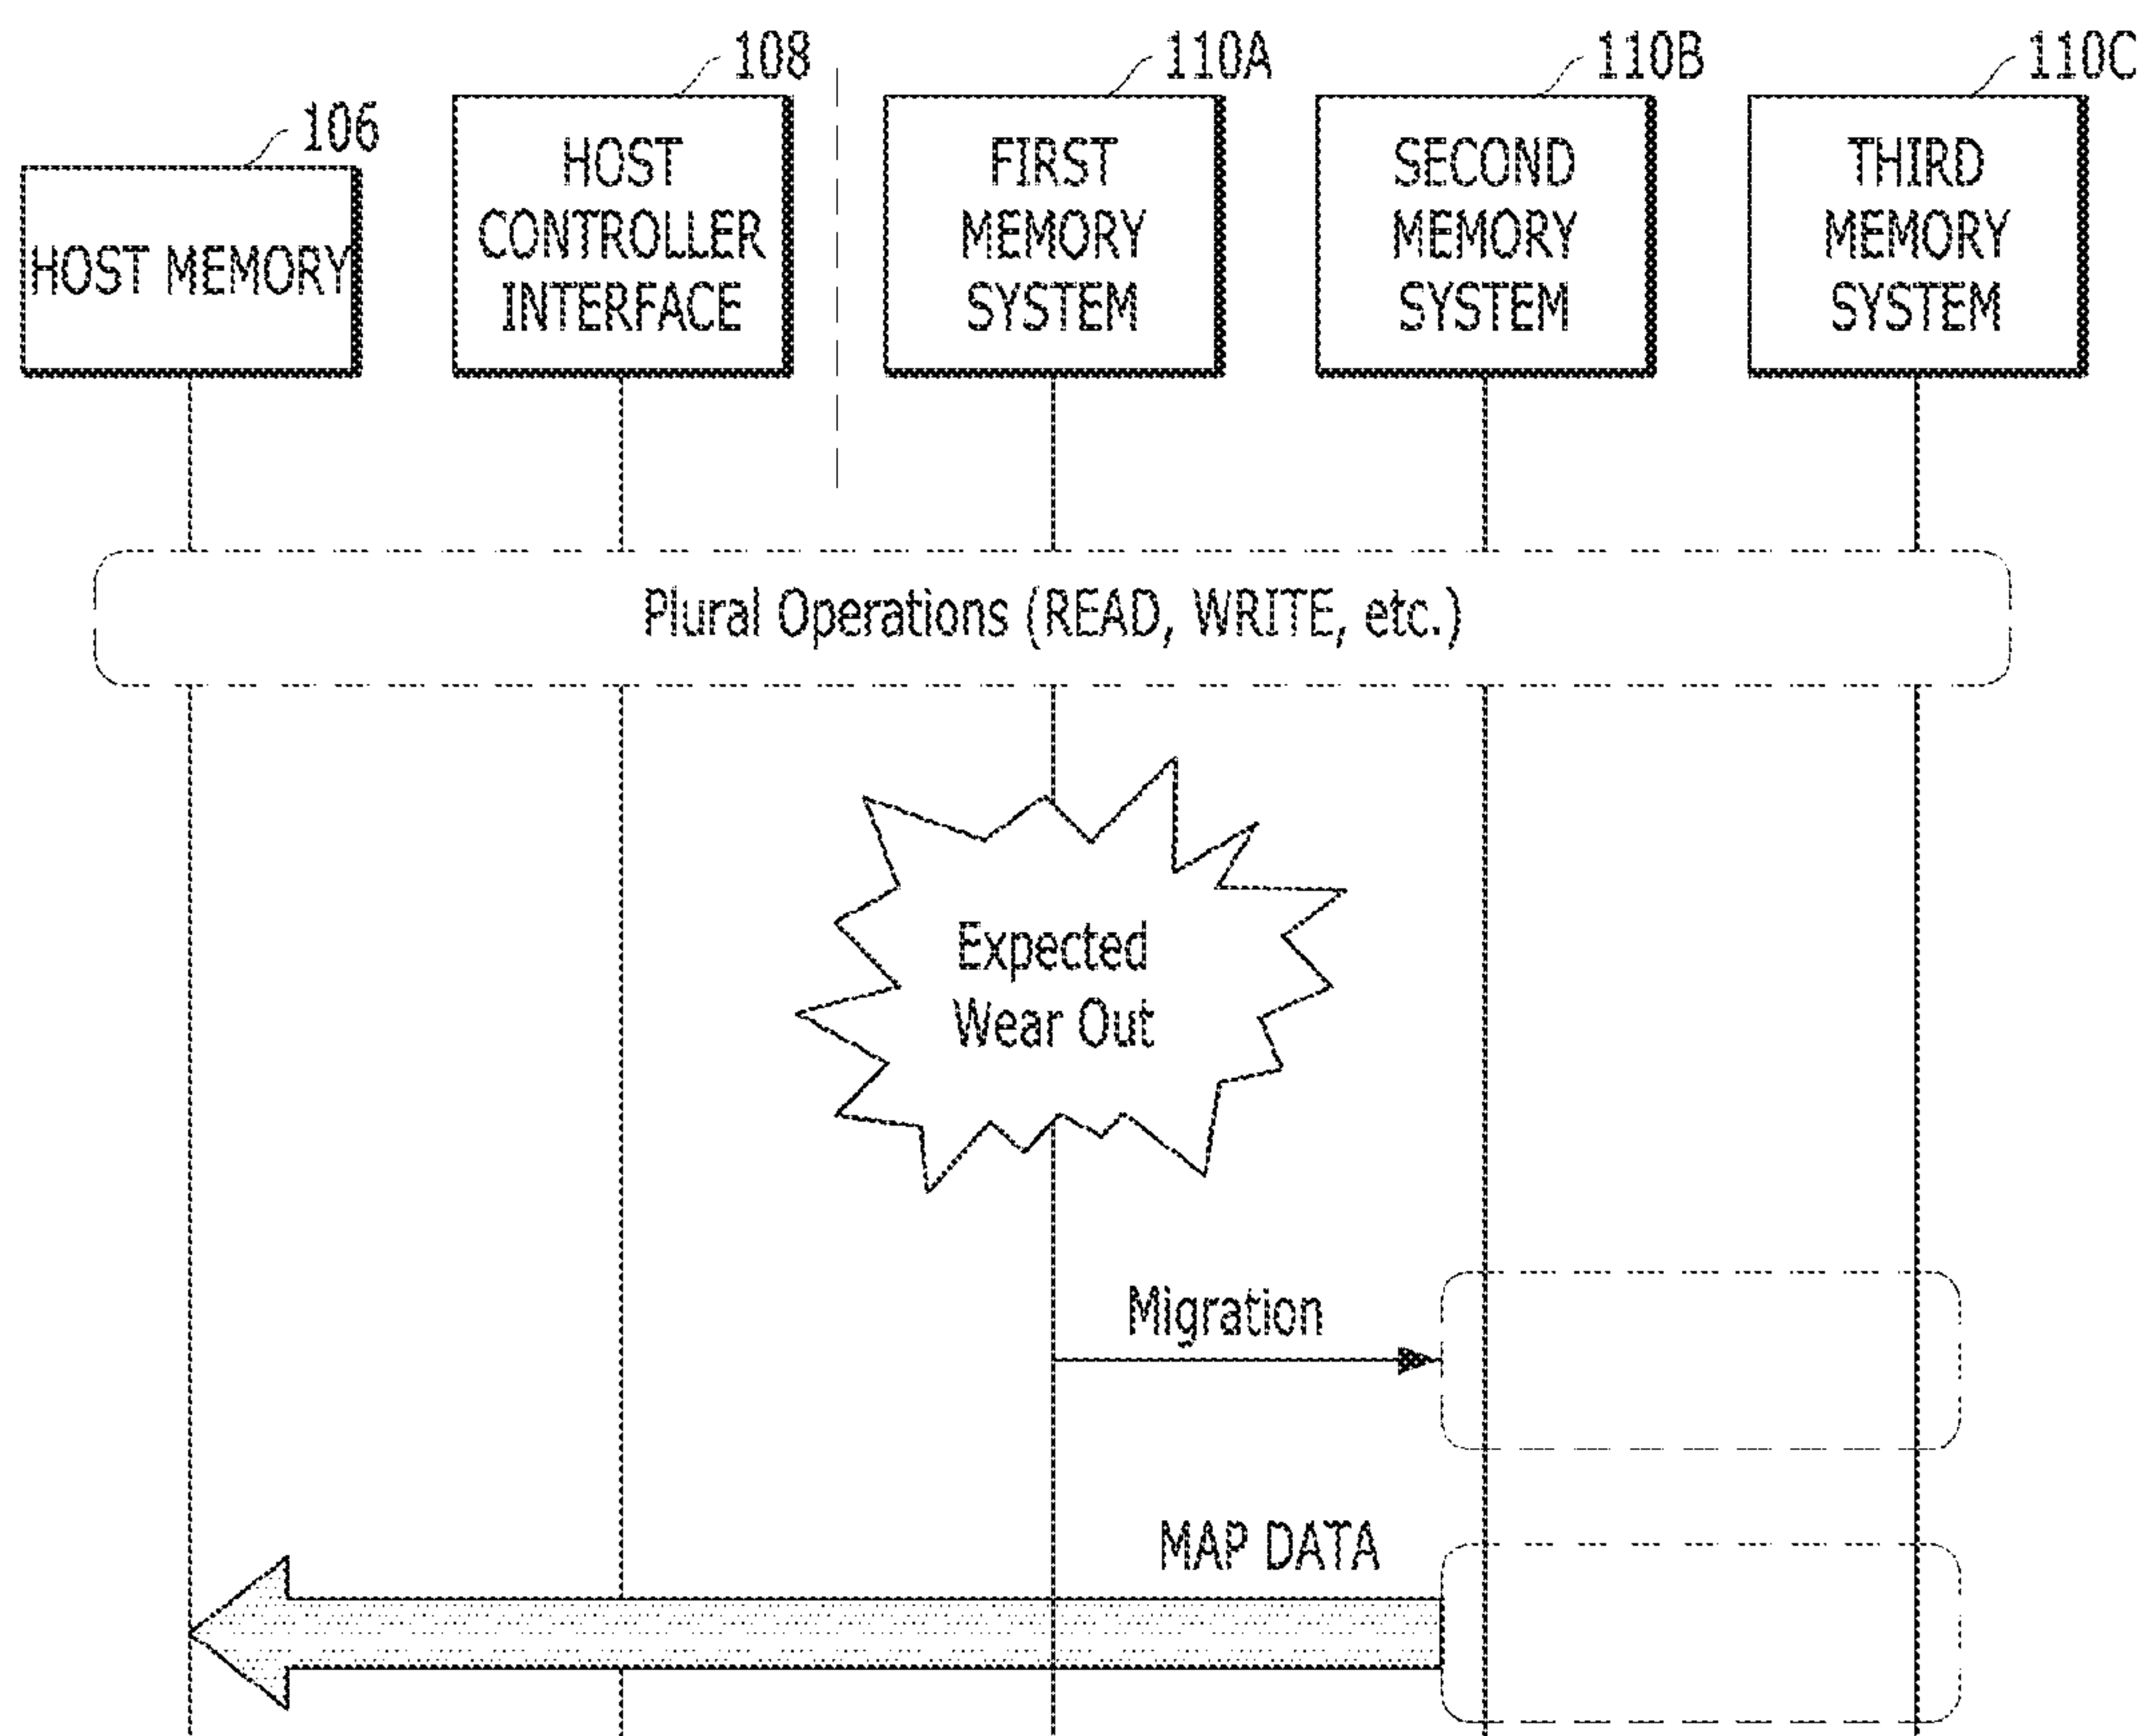 106
HOST MEMORY
108
HOST
CONTROLLER
INTERFACE
110A
FIRST
MEMORY
SYSTEM
110B
SECOND
MEMORY
SYSTEM
110C
THIRD
MEMORY
SYSTEM
Plural Operations (READ, WRITE, etc.)
Expected
Wear Out
Migration
MAP DATA